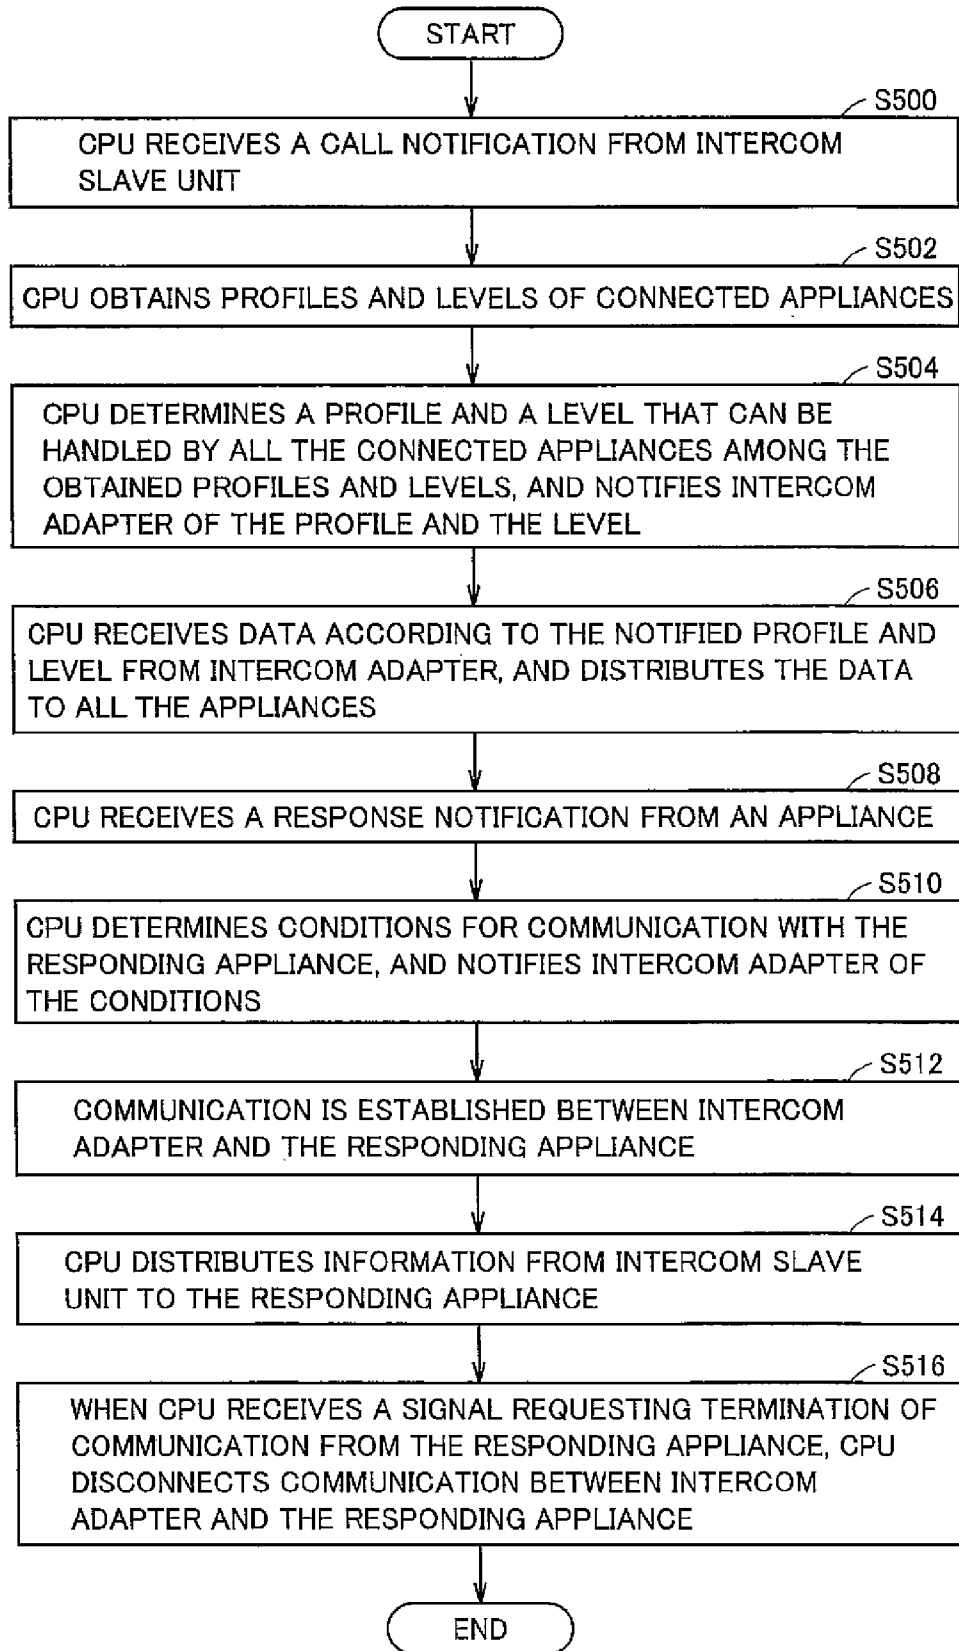 START
S500
CPU RECEIVES A CALL NOTIFICATION FROM INTERCOM
SLAVE UNIT
S502
CPU OBTAINS PROFILES AND LEVELS OF CONNECTED APPLIANCES
S504
CPU DETERMINES A PROFILE AND A LEVEL THAT CAN BE
HANDLED BY ALL THE CONNECTED APPLIANCES AMONG THE
OBTAINED PROFILES AND LEVELS, AND NOTIFIES INTERCOM
ADAPTER OF THE PROFILE AND THE LEVEL
S506
CPU RECEIVES DATA ACCORDING TO THE NOTIFIED PROFILE AND
LEVEL FROM INTERCOM ADAPTER, AND DISTRIBUTES THE DATA
TO ALL THE APPLIANCES
S508
CPU RECEIVES A RESPONSE NOTIFICATION FROM AN APPLIANCE
S510
CPU DETERMINES CONDITIONS FOR COMMUNICATION WITH THE
RESPONDING APPLIANCE, AND NOTIFIES INTERCOM ADAPTER OF
THE CONDITIONS
S512
COMMUNICATION IS ESTABLISHED BETWEEN INTERCOM
ADAPTER AND THE RESPONDING APPLIANCE
S514
CPU DISTRIBUTES INFORMATION FROM INTERCOM SLAVE
UNIT TO THE RESPONDING APPLIANCE
S516
WHEN CPU RECEIVES A SIGNAL REQUESTING TERMINATION OF
COMMUNICATION FROM THE RESPONDING APPLIANCE, CPU
DISCONNECTS COMMUNICATION BETWEEN INTERCOM
ADAPTER AND THE RESPONDING APPLIANCE
END